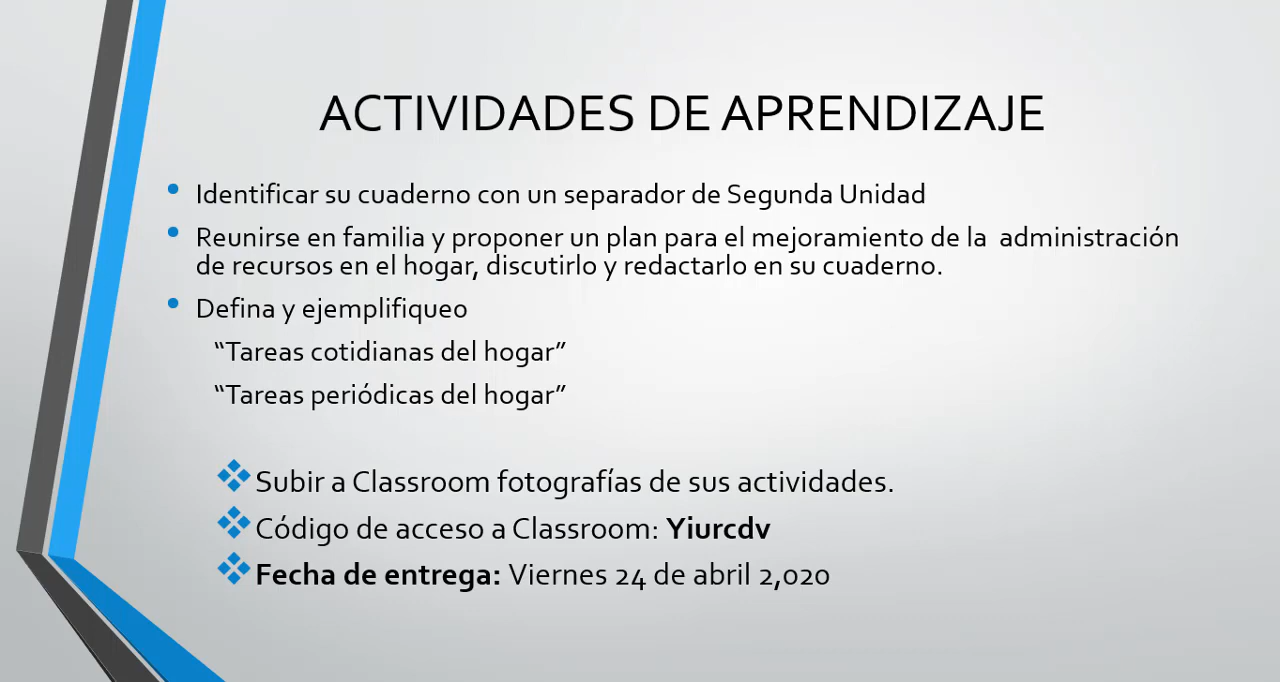 ACTIVIDADES DE APRENDIZAJE
• Identificar su cuaderno con un separador de Segunda Unidad
• Reunirse en familia y proponer un plan para el mejoramiento de la  administración
de recursos en el hogar, discutirlo y redactarlo en su cuaderno.
• Defina y ejemplifiqueo
“Tareas cotidianas del hogar”
“Tareas periódicas del hogar”
❖Subir a Classroom fotografías de sus actividades.
❖Código de acceso a Classroom: Yiurcdv
❖Fecha de entrega: Viernes 24 de abril 2,020